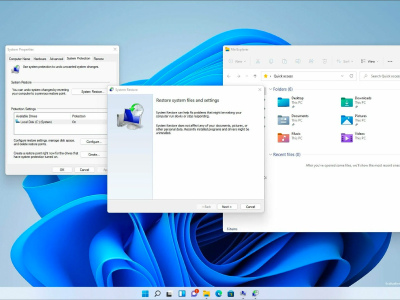 System Properties
Computer Name Hardware Advanced System Protection Remote
Use system protection to undo unwanted system changes.
System Restore
You can undo system changes by reverting
your computer to a previous restore point.
System Restore...
Protection Settings
Available Drives Protection
Local Disk (C:) (System) On
Configure restore settings, manage disk space,
and delete restore points.
Configure...
Create a restore point right now for the drives that
have system protection turned on.
Create...
OK Cancel
System Restore
Restore system files and settings
System Restore can help fix problems that might be making your
computer run slowly or stop responding.
System Restore does not affect any of your documents, pictures, or
other personal data. Recently installed programs and drivers might be
uninstalled.
< Back Next > Cancel
File Explorer
View
Quick access
Search Quick access
Folders (6)
Desktop
This PC
Downloads
This PC
Documents
This PC
Pictures
This PC
Music
This PC
Videos
This PC
Recent files (0)
After you've opened some files, we'll show the most recent ones
6 items